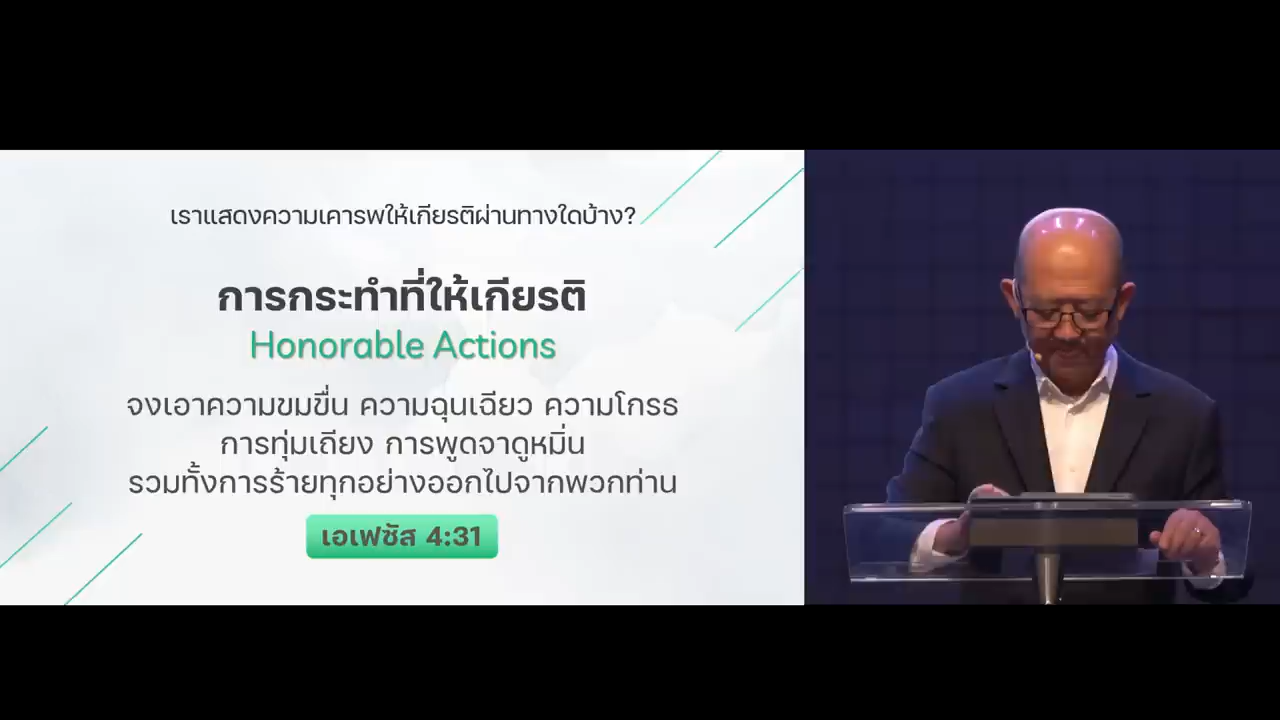 เราแสดงความเคารพให้เกียรติผ่านทางใดบ้าง?
การกระทำที่ให้เกียรติ
Honorable Actions
จงเอาความขมขื่น ความฉุนเฉียว ความโกรธ
การทุ่มเถียง การพูดจาดูหมิ่น
รวมทั้งการร้ายทุกอย่างออกไปจากพวกท่าน
เอเฟซัส 4:31